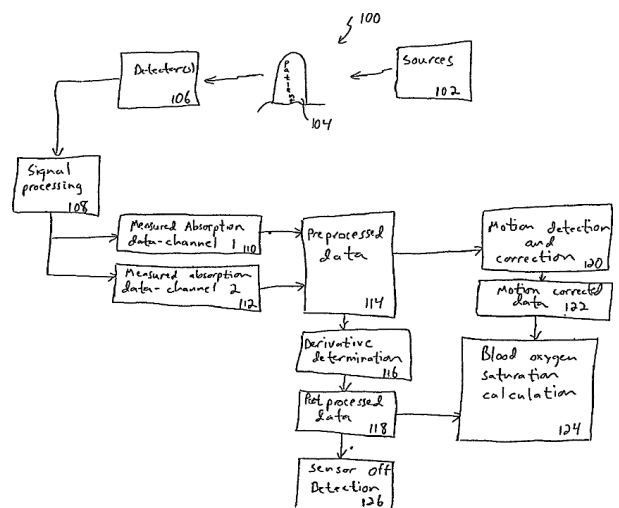 100
Detector(s)
106
Patient
104
Sources
102
Signal
processing
108
Measured Absorption
data-channel 1
110
Measured absorption
data-channel 2
112
Preprocessed
data
114
Motion detection
and
correction
120
Motion corrected
data
122
Derivative
determination
116
Post processed
data
118
Blood oxygen
saturation
calculation
124
Sensor off
Detection
126